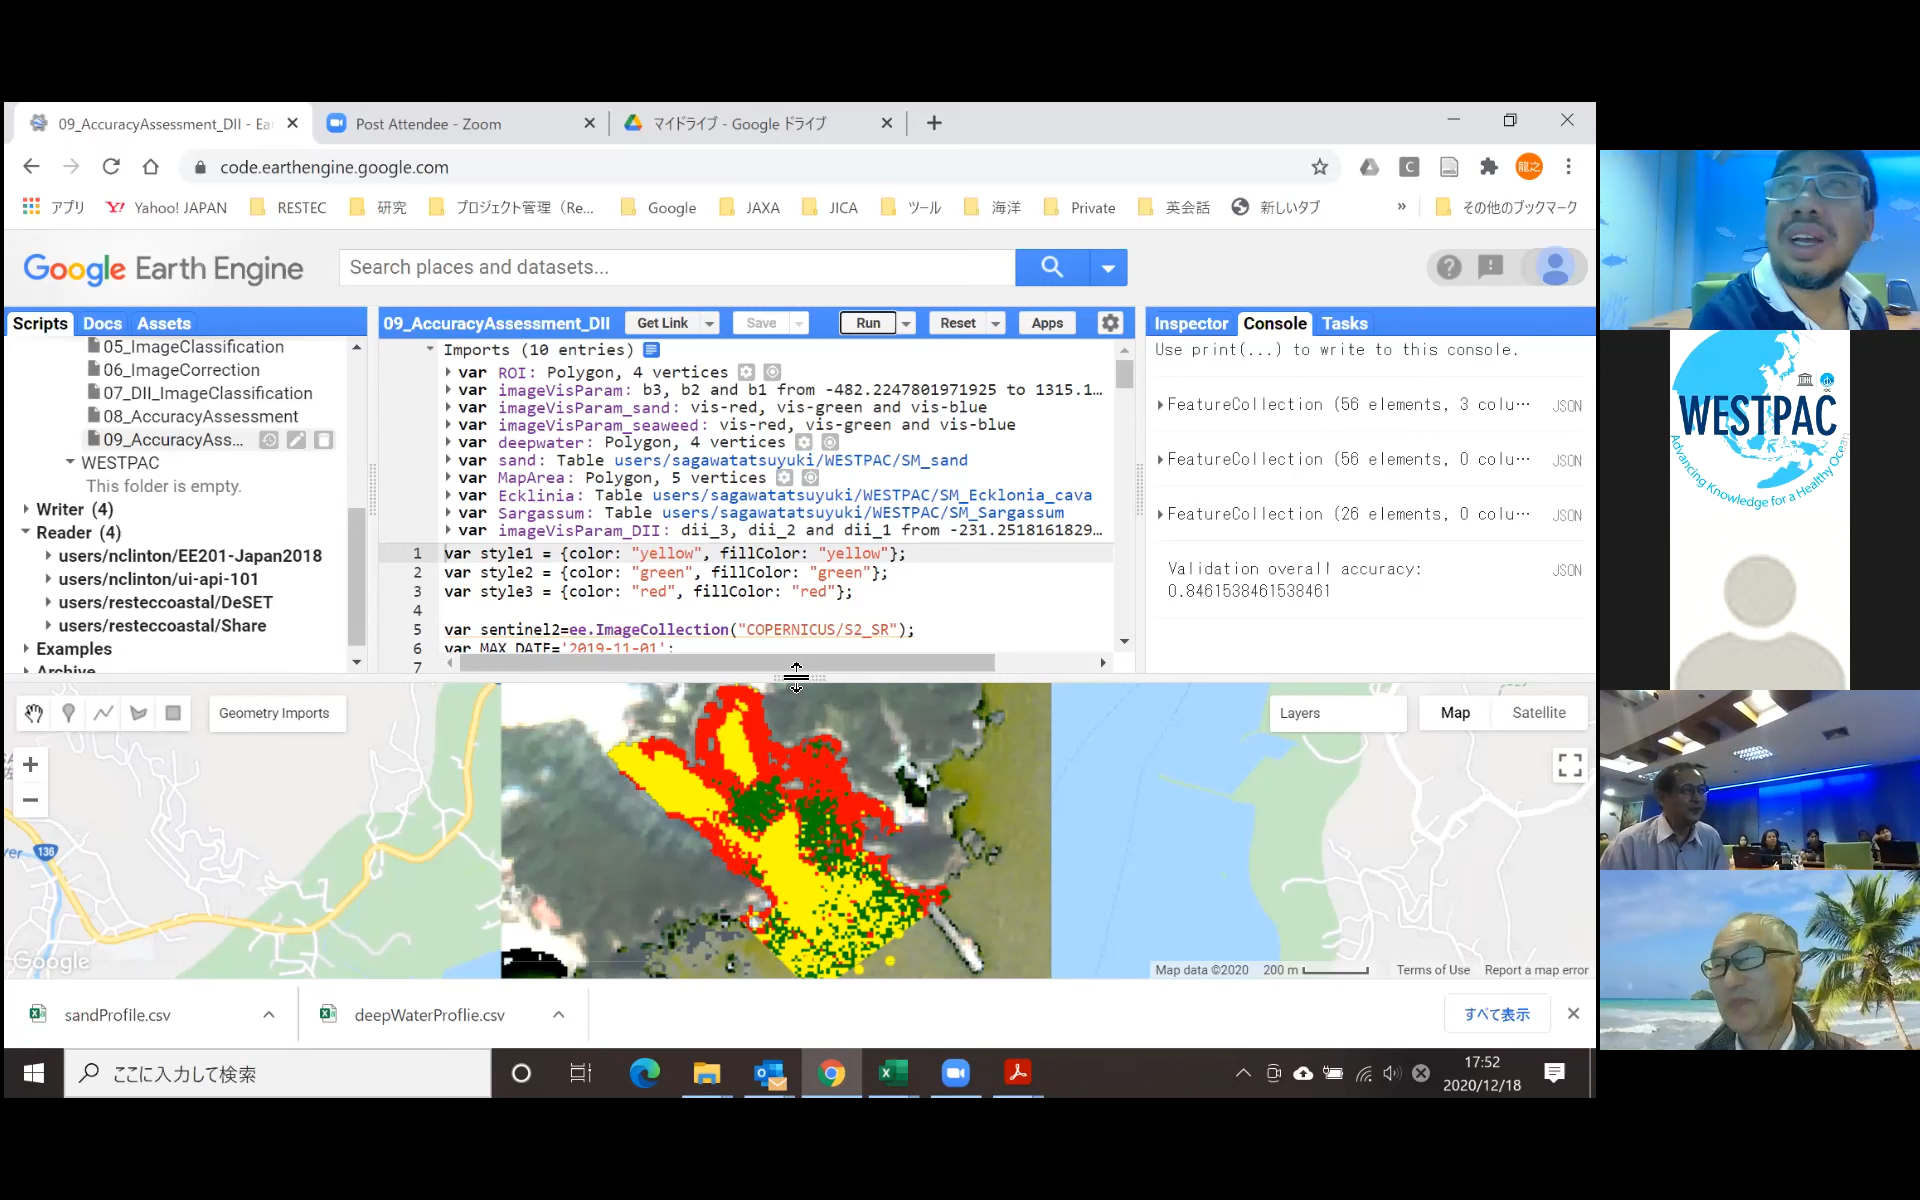 09_AccuracyAssessment_DII - Ea
Post Attendee - Zoom
マイドライブ - Google ドライブ
code.earthengine.google.com
C
龍之
アプリ
Yahoo! JAPAN
RESTEC
研究
プロジェクト管理（Re...
Google
JAXA
JICA
ツール
海洋
Private
英会話
新しいタブ
»
その他のブックマーク
Google Earth Engine
Search places and datasets...
Scripts
Docs
Assets
05_ImageClassification
06_ImageCorrection
07_DII_ImageClassification
08_AccuracyAssessment
09_AccuracyAss...
WESTPAC
This folder is empty.
Writer (4)
Reader (4)
users/nclinton/EE201-Japan2018
users/nclinton/ui-api-101
users/resteccoastal/DeSET
users/resteccoastal/Share
Examples
Archive
09_AccuracyAssessment_DII
Get Link
Save
Run
Reset
Apps
Imports (10 entries)
var ROI: Polygon, 4 vertices
var imageVisParam: b3, b2 and b1 from -482.2247801971925 to 1315.1...
var imageVisParam_sand: vis-red, vis-green and vis-blue
var imageVisParam_seaweed: vis-red, vis-green and vis-blue
var deepwater: Polygon, 4 vertices
var sand: Table users/sagawatatsuyuki/WESTPAC/SM_sand
var MapArea: Polygon, 5 vertices
var Ecklinia: Table users/sagawatatsuyuki/WESTPAC/SM_Ecklonia_cava
var Sargassum: Table users/sagawatatsuyuki/WESTPAC/SM_Sargassum
var imageVisParam_DII: dii_3, dii_2 and dii_1 from -231.2518161829...
1 var style1 = {color: "yellow", fillColor: "yellow"};
2 var style2 = {color: "green", fillColor: "green"};
3 var style3 = {color: "red", fillColor: "red"};
4
5 var sentinel2=ee.ImageCollection("COPERNICUS/S2_SR");
6 var MAX_DATE='2019-11-01';
7
Inspector
Console
Tasks
Use print(...) to write to this console.
FeatureCollection (56 elements, 3 colu… JSON
FeatureCollection (56 elements, 0 colu… JSON
FeatureCollection (26 elements, 0 colu… JSON
Validation overall accuracy: JSON
0.8461538461538461
Geometry Imports
Layers
Map
Satellite
136
Google
Map data ©2020
200 m
Terms of Use
Report a map error
sandProfile.csv
deepWaterProflie.csv
すべて表示
ここに入力して検索
17:52
2020/12/18
WESTPAC
Advancing Knowledge for a Healthy Ocean